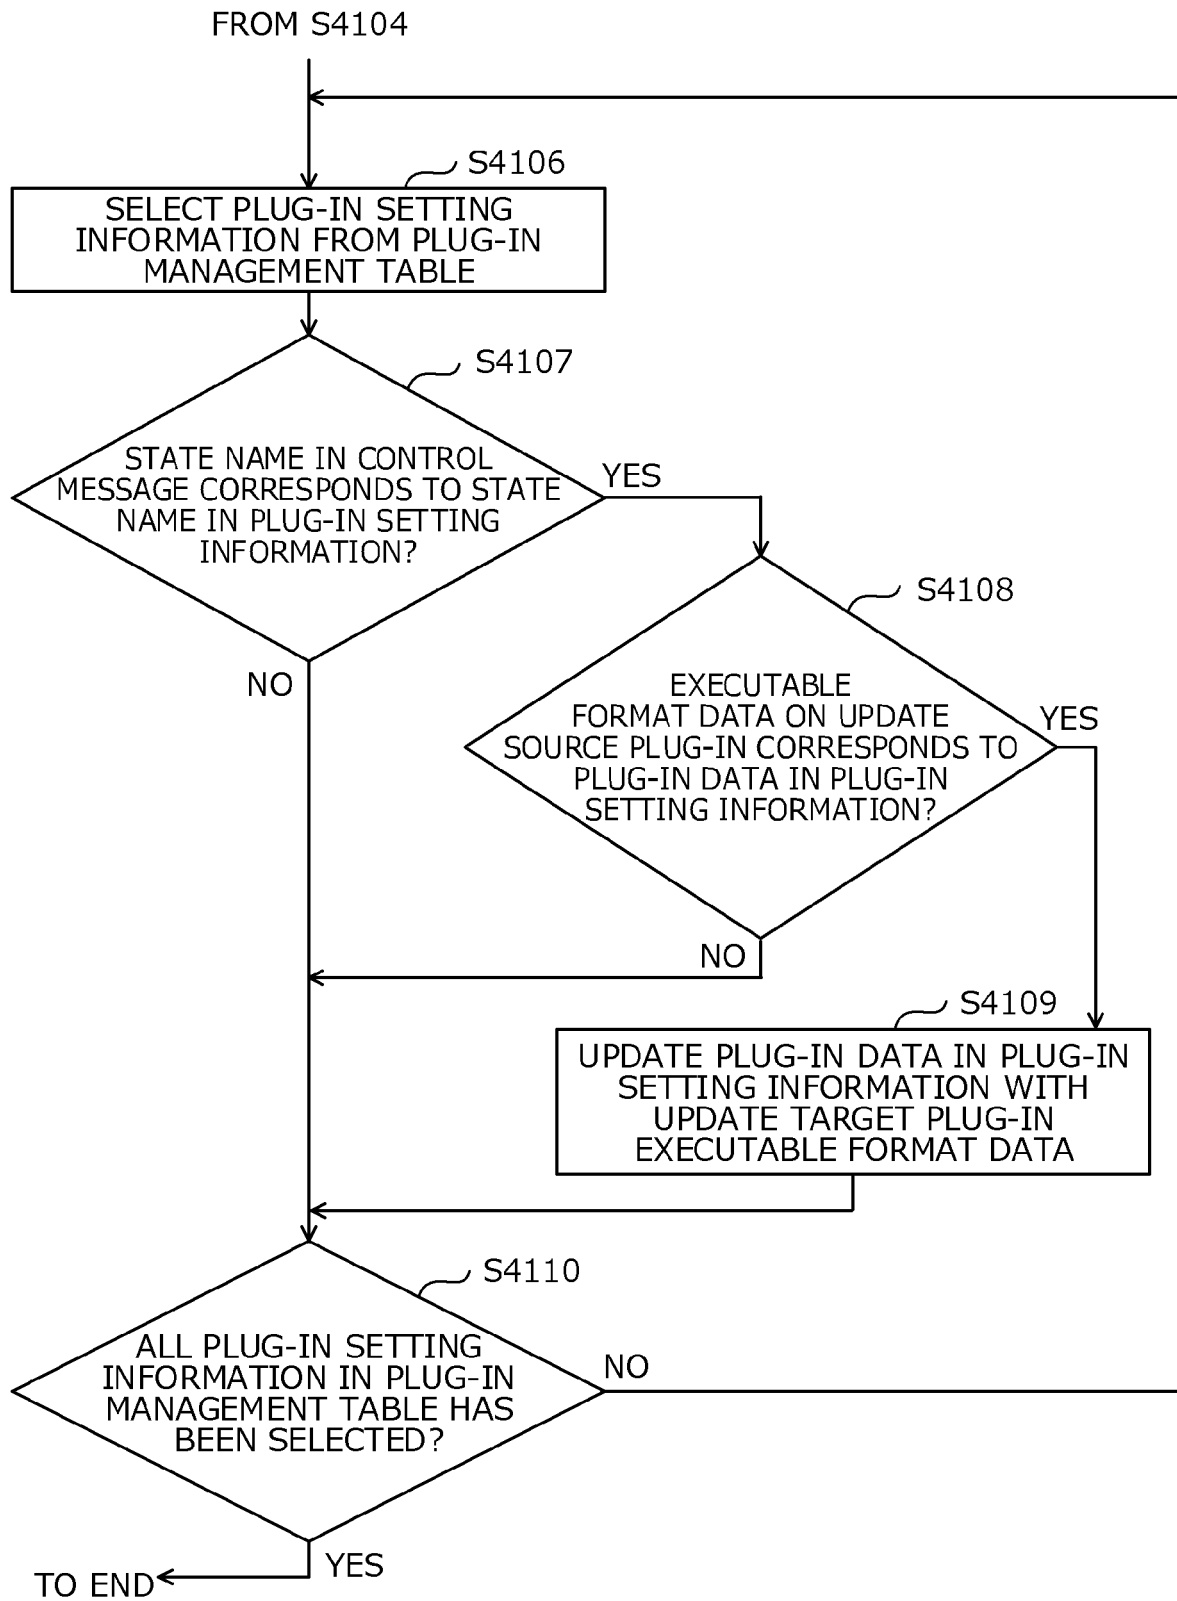 FROM S4104
S4106
SELECT PLUG-IN SETTING
INFORMATION FROM PLUG-IN
MANAGEMENT TABLE
S4107
STATE NAME IN CONTROL
MESSAGE CORRESPONDS TO STATE
NAME IN PLUG-IN SETTING
INFORMATION?
YES
NO
S4108
EXECUTABLE
FORMAT DATA ON UPDATE
SOURCE PLUG-IN CORRESPONDS TO
PLUG-IN DATA IN PLUG-IN
SETTING INFORMATION?
YES
NO
S4109
UPDATE PLUG-IN DATA IN PLUG-IN
SETTING INFORMATION WITH
UPDATE TARGET PLUG-IN
EXECUTABLE FORMAT DATA
S4110
ALL PLUG-IN SETTING
INFORMATION IN PLUG-IN
MANAGEMENT TABLE HAS
BEEN SELECTED?
NO
YES
TO END